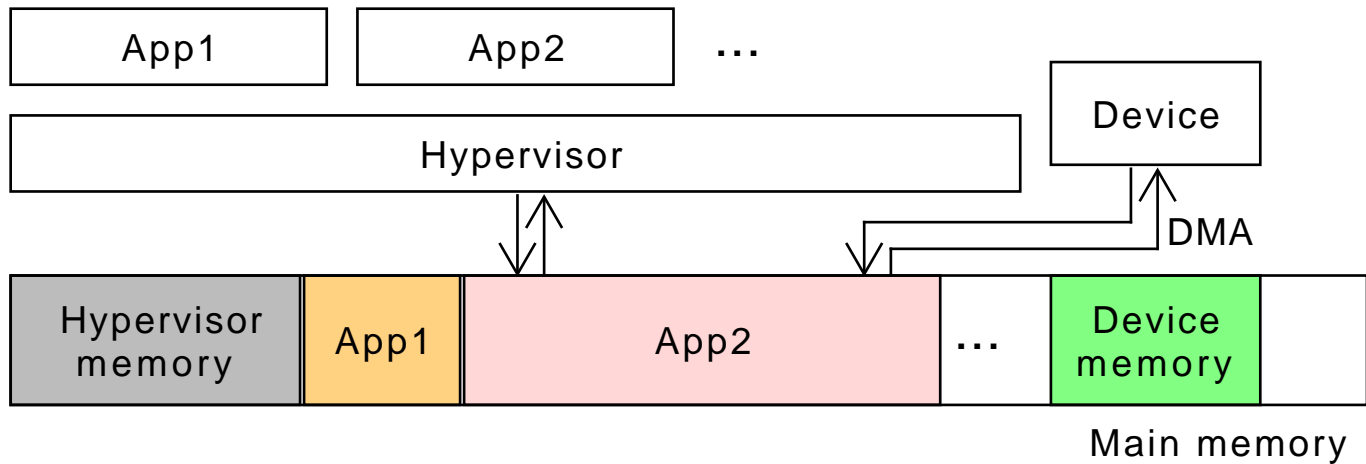 App1 App2 ...
Device
Hypervisor
DMA
Hypervisor
memory
App1
App2
...
Device
memory
Main memory